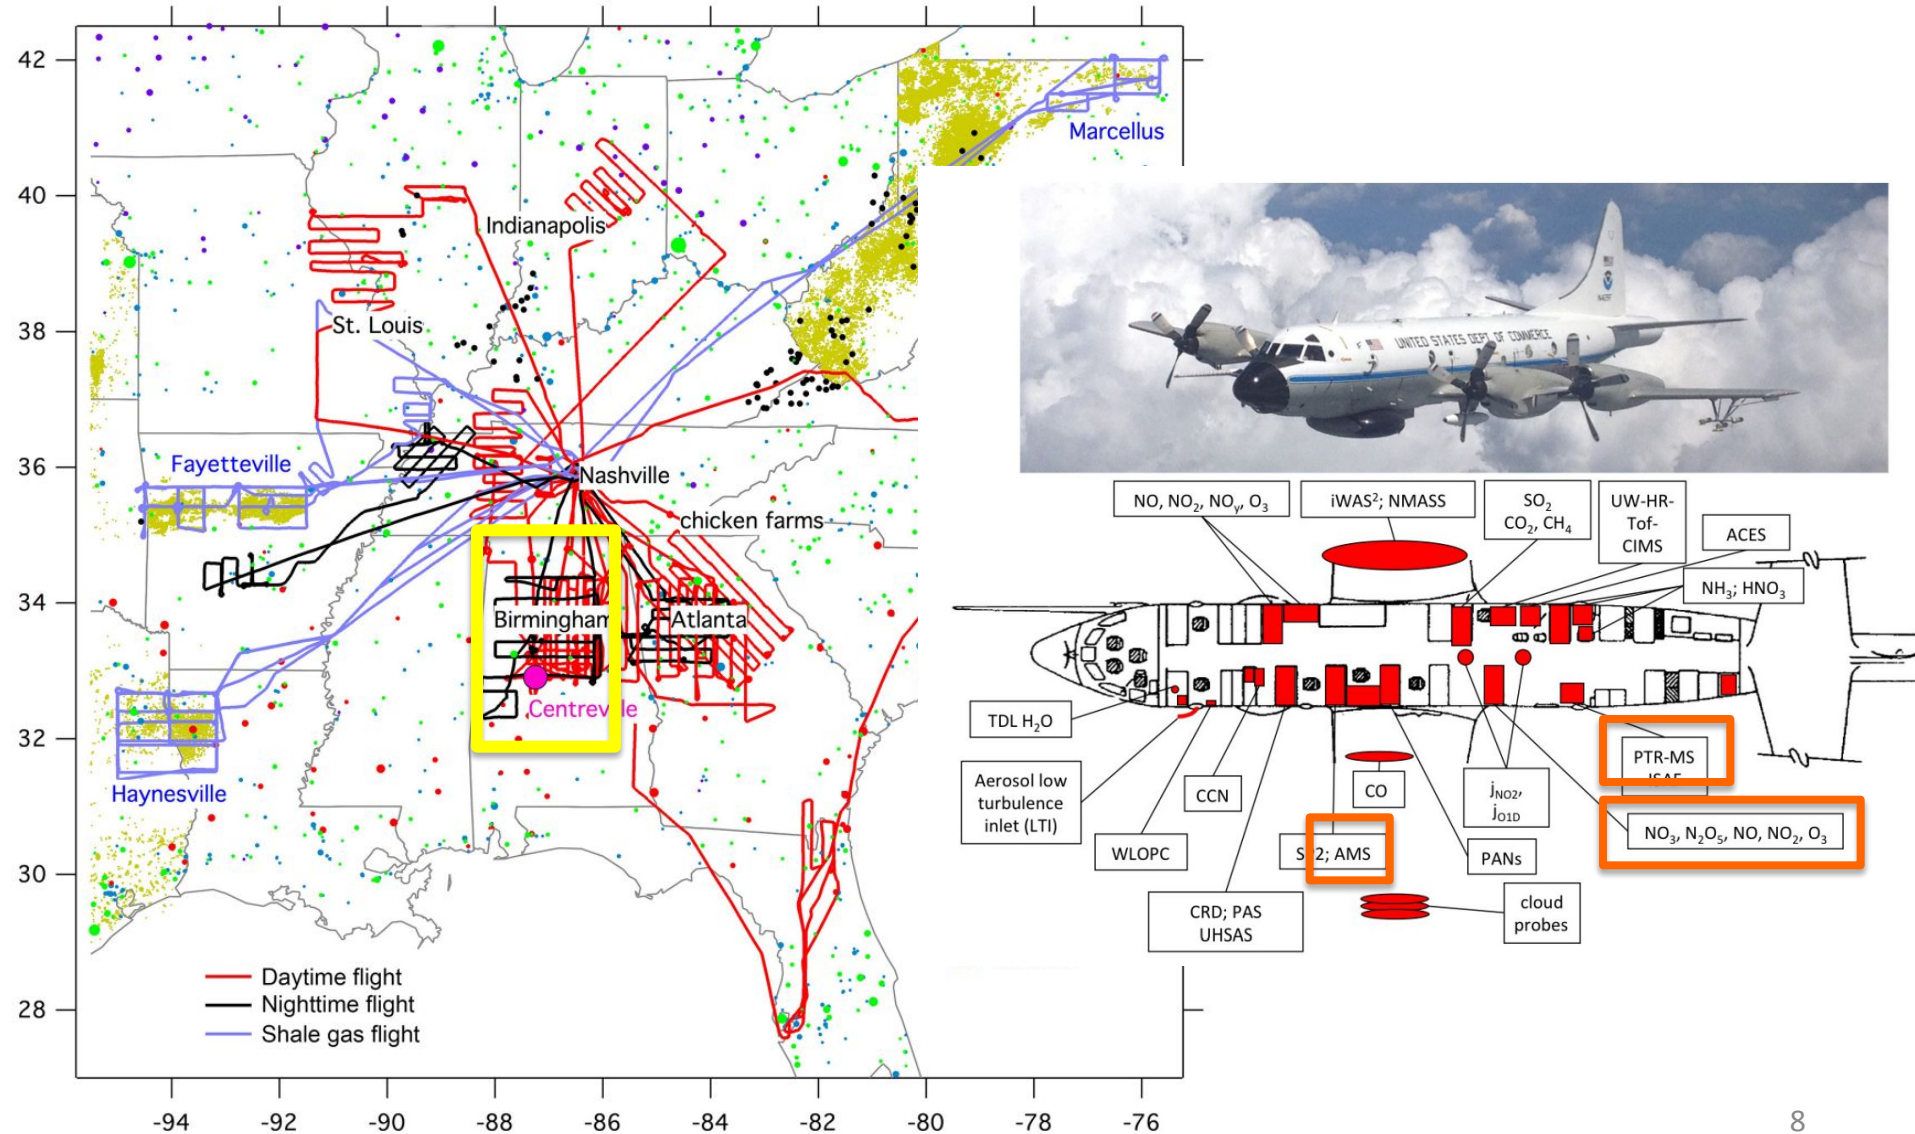 42
40
38
36
34
32
30
28
-94
-92
-90
-88
-86
-84
-82
-80
-78
-76
Marcellus
Indianapolis
St. Louis
Fayetteville
Nashville
chicken farms
Birmingham
Atlanta
Centreville
Haynesville
Daytime flight
Nighttime flight
Shale gas flight
UNITED STATES DEPT OF COMMERCE
NO, NO₂, NOᵧ, O₃
iWAS²; NMASS
SO₂
CO₂, CH₄
UW-HR-
Tof-
CIMS
ACES
NH₃; HNO₃
TDL H₂O
Aerosol low
turbulence
inlet (LTI)
WLOPC
CCN
CRD; PAS
UHSAS
SP2; AMS
CO
PANs
cloud
probes
jNO2,
jO1D
PTR-MS
NO₃, N₂O₅, NO, NO₂, O₃
8